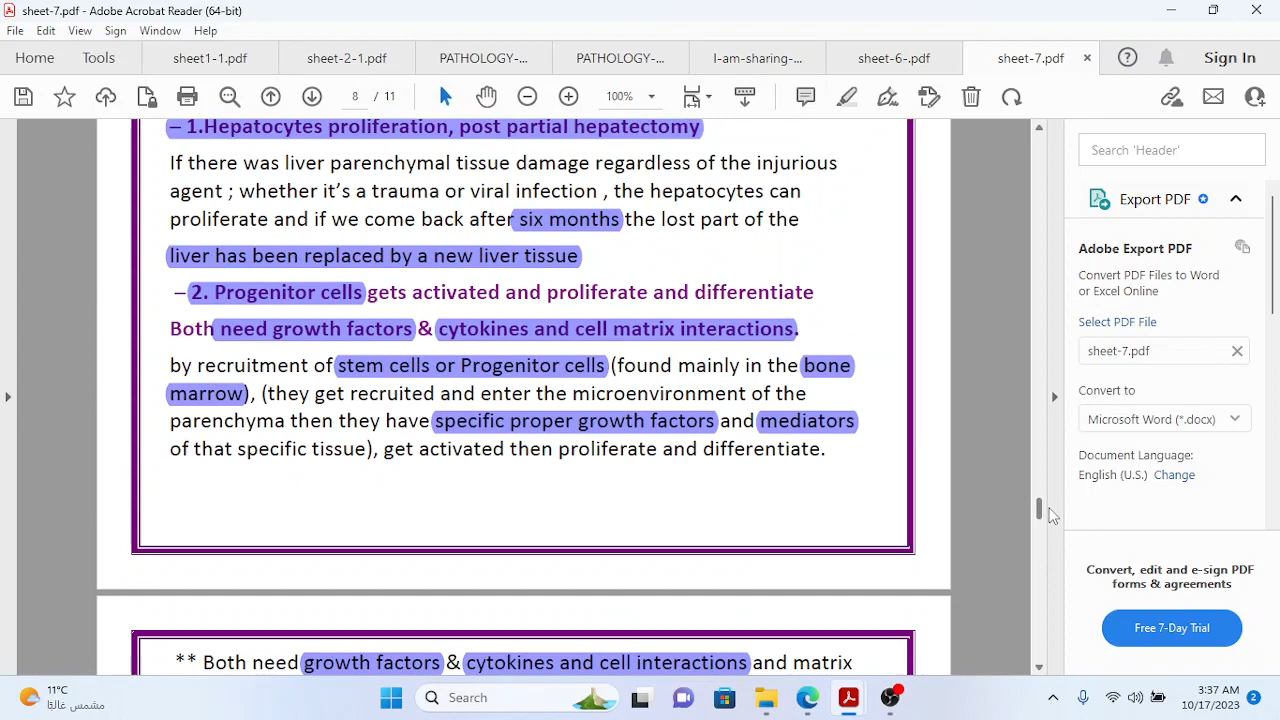 sheet-7.pdf - Adobe Acrobat Reader (64-bit)
File Edit View Sign Window Help
Home Tools sheet1-1.pdf sheet-2-1.pdf PATHOLOGY-... PATHOLOGY-... I-am-sharing-... sheet-6-.pdf sheet-7.pdf Sign In
8 / 11 100%
– 1.Hepatocytes proliferation, post partial hepatectomy
If there was liver parenchymal tissue damage regardless of the injurious
agent ; whether it’s a trauma or viral infection , the hepatocytes can
proliferate and if we come back after six months the lost part of the
liver has been replaced by a new liver tissue
– 2. Progenitor cells gets activated and proliferate and differentiate
Both need growth factors & cytokines and cell matrix interactions.
by recruitment of stem cells or Progenitor cells (found mainly in the bone
marrow), (they get recruited and enter the microenvironment of the
parenchyma then they have specific proper growth factors and mediators
of that specific tissue), get activated then proliferate and differentiate.
** Both need growth factors & cytokines and cell interactions and matrix
Search 'Header'
Export PDF
Adobe Export PDF
Convert PDF Files to Word
or Excel Online
Select PDF File
sheet-7.pdf
Convert to
Microsoft Word (*.docx)
Document Language:
English (U.S.) Change
Convert, edit and e-sign PDF
forms & agreements
Free 7-Day Trial
11°C
مشمس غالبًا
Search
3:37 AM
10/17/2023
2